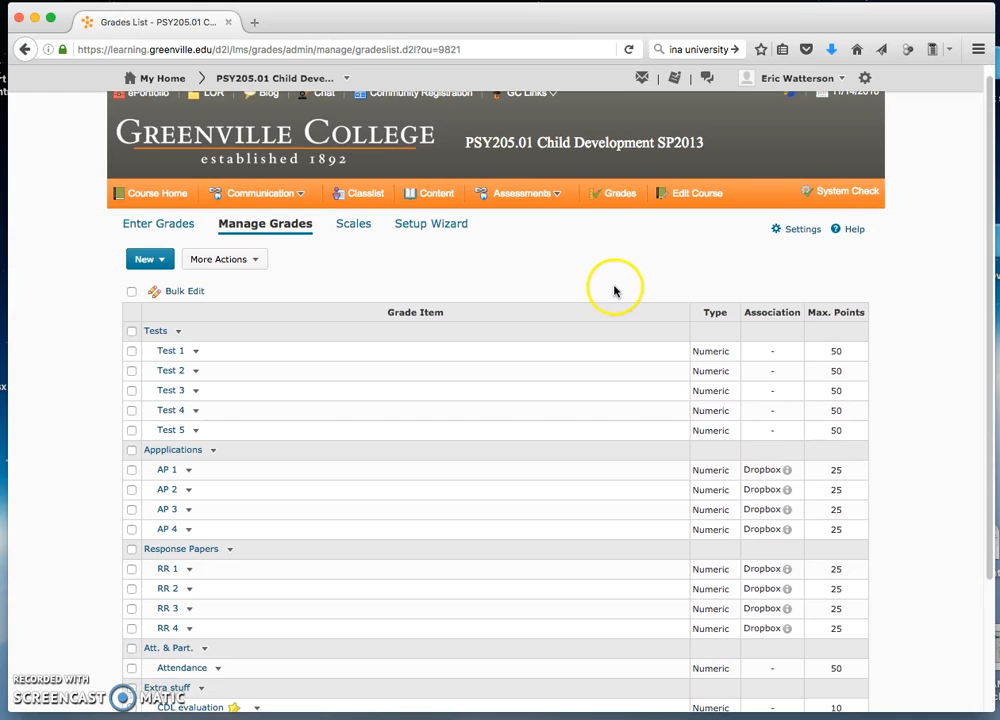 Grades List - PSY205.01 C...
https://learning.greenville.edu/d2l/lms/grades/admin/manage/gradeslist.d2l?ou=9821
ina university
My Home PSY205.01 Child Deve... Eric Watterson
ePortfolio LOR Blog Chat Community Registration GC Links 11/14/2016
GREENVILLE COLLEGE
established 1892
PSY205.01 Child Development SP2013
Course Home Communication Classlist Content Assessments Grades Edit Course System Check
Enter Grades Manage Grades Scales Setup Wizard
Settings Help
New More Actions
Bulk Edit
Grade Item Type Association Max. Points
Tests
Test 1 Numeric - 50
Test 2 Numeric - 50
Test 3 Numeric - 50
Test 4 Numeric - 50
Test 5 Numeric - 50
Appplications
AP 1 Numeric Dropbox 25
AP 2 Numeric Dropbox 25
AP 3 Numeric Dropbox 25
AP 4 Numeric Dropbox 25
Response Papers
RR 1 Numeric Dropbox 25
RR 2 Numeric Dropbox 25
RR 3 Numeric Dropbox 25
RR 4 Numeric Dropbox 25
Att. & Part.
Attendance Numeric - 50
Extra stuff
CDL evaluation Numeric - 10
RECORDED WITH
SCREENCAST MATIC